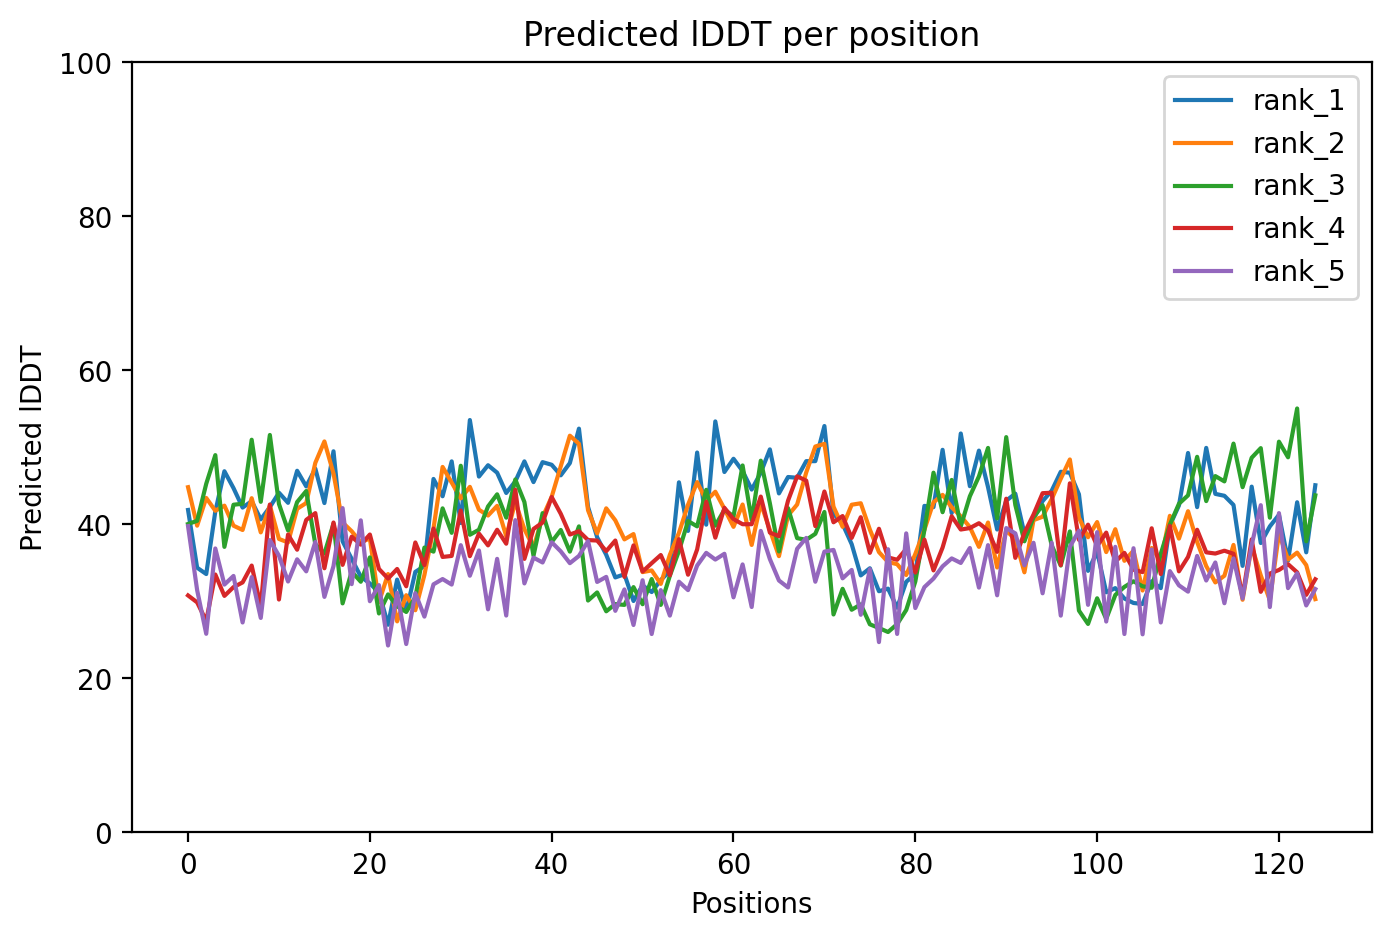 Predicted lDDT per position
100
80
60
40
20
0
Predicted lDDT
rank_1
rank_2
rank_3
rank_4
rank_5
0 20 40 60 80 100 120
Positions